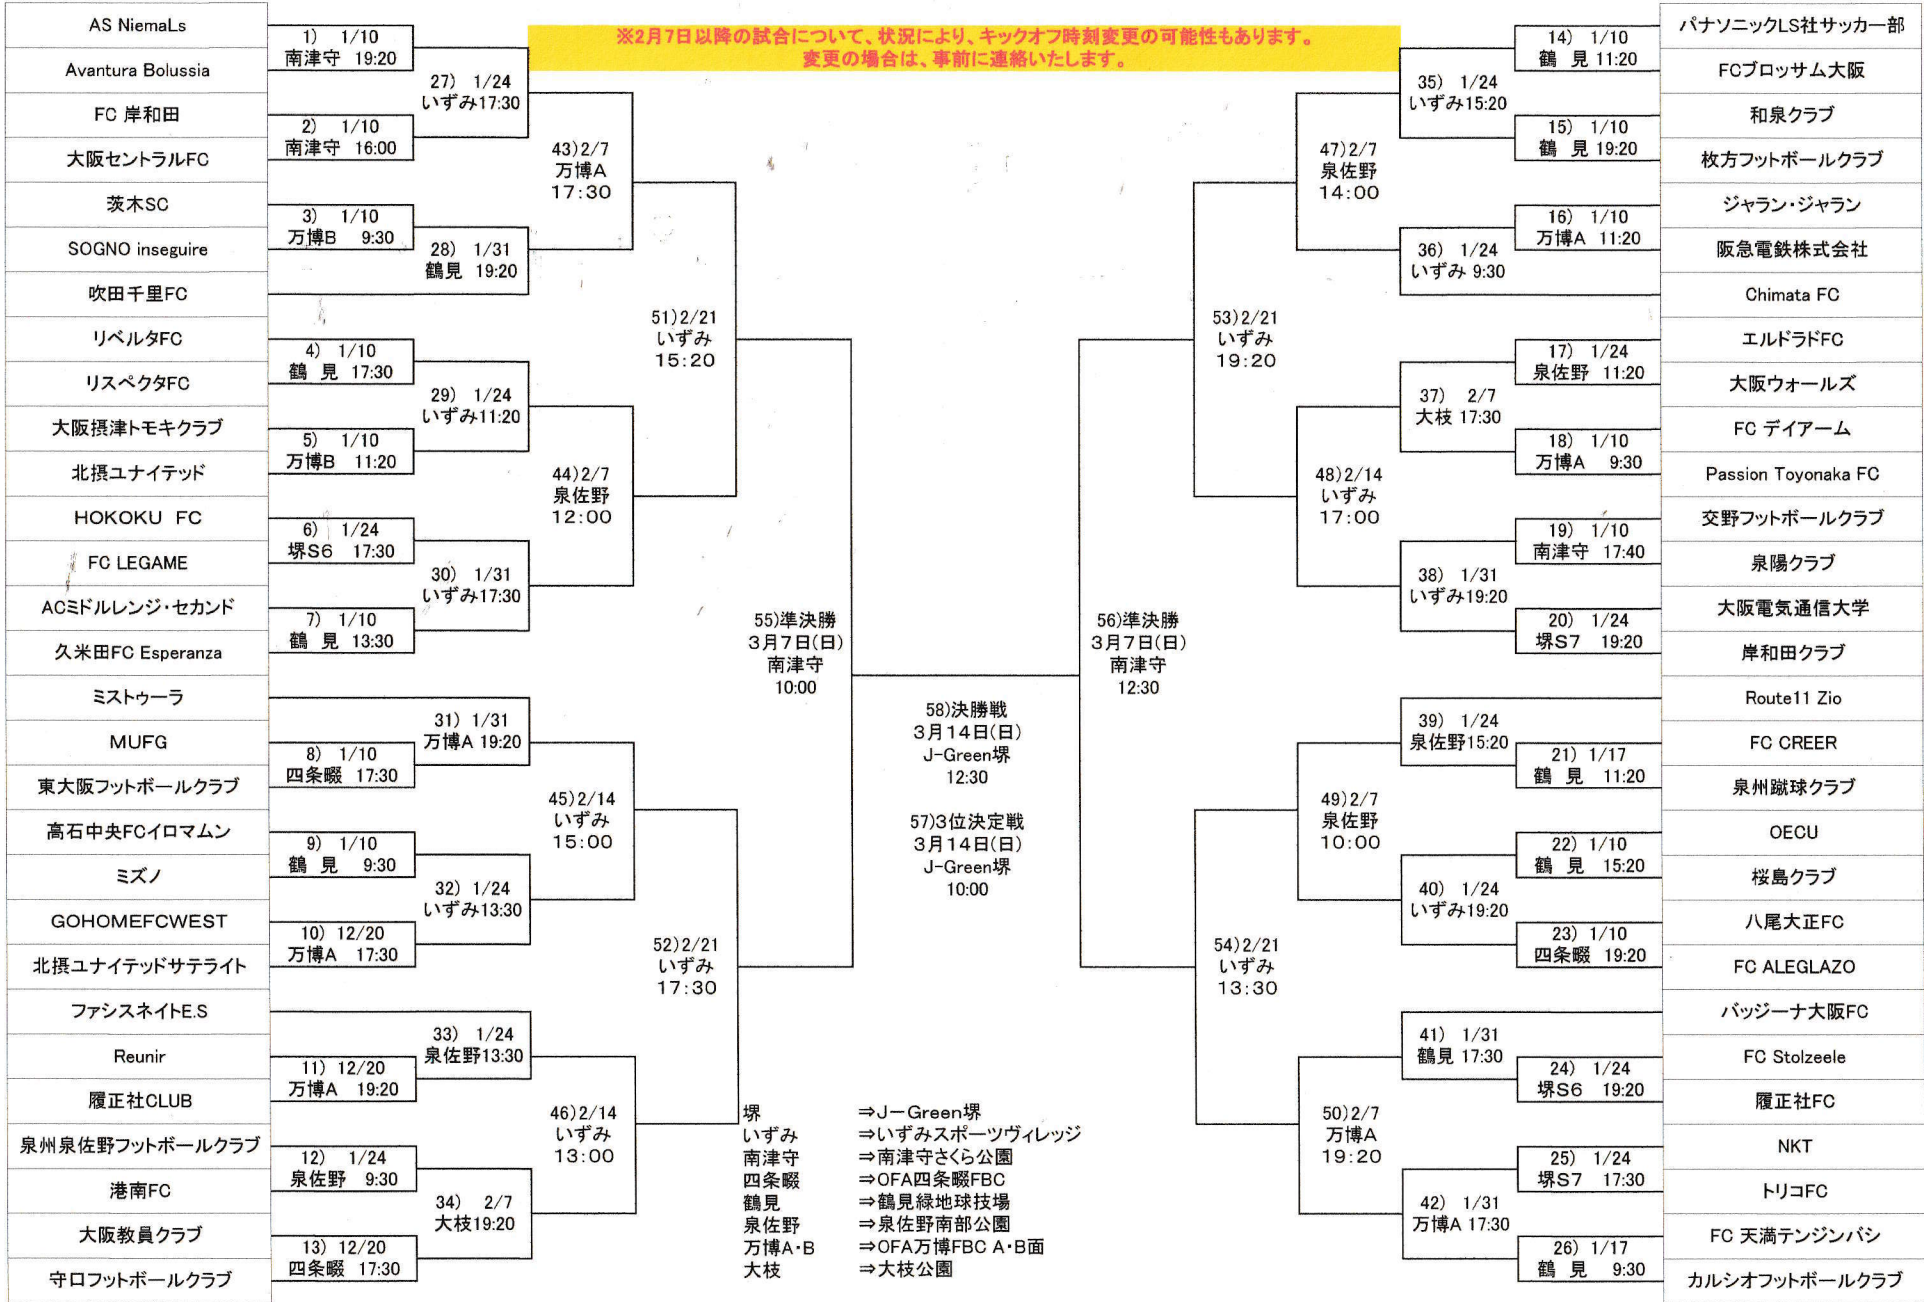 ※2月7日以降の試合について、状況により、キックオフ時刻変更の可能性もあります。
変更の場合は、事前に連絡いたします。
AS NiemaLs
Avantura Bolussia
FC 岸和田
大阪セントラルFC
茨木SC
SOGNO inseguire
吹田千里FC
リベルタFC
リスペクタFC
大阪摂津トモキクラブ
北摂ユナイテッド
HOKOKU FC
FC LEGAME
ACミドルレンジ・セカンド
久米田FC Esperanza
ミストゥーラ
MUFG
東大阪フットボールクラブ
高石中央FCイロマムン
ミズノ
GOHOMEFCWEST
北摂ユナイテッドサテライト
ファシスネイトE.S
Reunir
履正社CLUB
泉州泉佐野フットボールクラブ
港南FC
大阪教員クラブ
守口フットボールクラブ
1) 1/10
南津守 19:20
2) 1/10
南津守 16:00
3) 1/10
万博B 9:30
4) 1/10
鶴 見 17:30
5) 1/10
万博B 11:20
6) 1/24
堺S6 17:30
7) 1/10
鶴 見 13:30
8) 1/10
四条畷 17:30
9) 1/10
鶴 見 9:30
10) 12/20
万博A 17:30
11) 12/20
万博A 19:20
12) 1/24
泉佐野 9:30
13) 12/20
四条畷 17:30
27) 1/24
いずみ17:30
28) 1/31
鶴見 19:20
29) 1/24
いずみ11:20
30) 1/31
いずみ17:30
31) 1/31
万博A 19:20
32) 1/24
いずみ13:30
33) 1/24
泉佐野13:30
34) 2/7
大枝19:20
43)2/7
万博A
17:30
44)2/7
泉佐野
12:00
45)2/14
いずみ
15:00
46)2/14
いずみ
13:00
51)2/21
いずみ
15:20
52)2/21
いずみ
17:30
55)準決勝
3月7日(日)
南津守
10:00
58)決勝戦
3月14日(日)
J-Green堺
12:30
57)3位決定戦
3月14日(日)
J-Green堺
10:00
56)準決勝
3月7日(日)
南津守
12:30
53)2/21
いずみ
19:20
54)2/21
いずみ
13:30
47)2/7
泉佐野
14:00
48)2/14
いずみ
17:00
49)2/7
泉佐野
10:00
50)2/7
万博A
19:20
35) 1/24
いずみ15:20
36) 1/24
いずみ 9:30
37) 2/7
大枝 17:30
38) 1/31
いずみ19:20
39) 1/24
泉佐野15:20
40) 1/24
いずみ19:20
41) 1/31
鶴見 17:30
42) 1/31
万博A 17:30
14) 1/10
鶴 見 11:20
15) 1/10
鶴 見 19:20
16) 1/10
万博A 11:20
17) 1/24
泉佐野 11:20
18) 1/10
万博A 9:30
19) 1/10
南津守 17:40
20) 1/24
堺S7 19:20
21) 1/17
鶴 見 11:20
22) 1/10
鶴 見 15:20
23) 1/10
四条畷 19:20
24) 1/24
堺S6 19:20
25) 1/24
堺S7 17:30
26) 1/17
鶴 見 9:30
パナソニックLS社サッカー部
FCブロッサム大阪
和泉クラブ
枚方フットボールクラブ
ジャラン・ジャラン
阪急電鉄株式会社
Chimata FC
エルドラドFC
大阪ウォールズ
FC デイアーム
Passion Toyonaka FC
交野フットボールクラブ
泉陽クラブ
大阪電気通信大学
岸和田クラブ
Route11 Zio
FC CREER
泉州蹴球クラブ
OECU
桜島クラブ
八尾大正FC
FC ALEGLAZO
バッジーナ大阪FC
FC Stolzeele
履正社FC
NKT
トリコFC
FC 天満テンジンバシ
カルシオフットボールクラブ
堺 ⇒J－Green堺
いずみ ⇒いずみスポーツヴィレッジ
南津守 ⇒南津守さくら公園
四条畷 ⇒OFA四条畷FBC
鶴見 ⇒鶴見緑地球技場
泉佐野 ⇒泉佐野南部公園
万博A・B ⇒OFA万博FBC A・B面
大枝 ⇒大枝公園